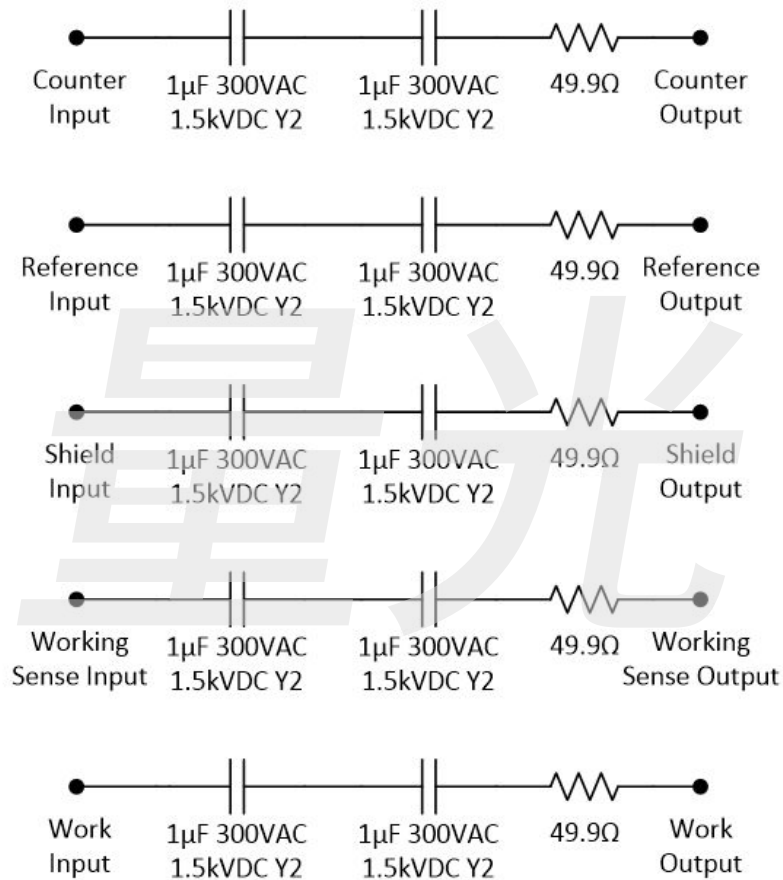 Counter Input
1µF 300VAC 1.5kVDC Y2
1µF 300VAC 1.5kVDC Y2
49.9Ω
Counter Output
Reference Input
1µF 300VAC 1.5kVDC Y2
1µF 300VAC 1.5kVDC Y2
49.9Ω
Reference Output
Shield Input
1µF 300VAC 1.5kVDC Y2
1µF 300VAC 1.5kVDC Y2
49.9Ω
Shield Output
Working Sense Input
1µF 300VAC 1.5kVDC Y2
1µF 300VAC 1.5kVDC Y2
49.9Ω
Working Sense Output
Work Input
1µF 300VAC 1.5kVDC Y2
1µF 300VAC 1.5kVDC Y2
49.9Ω
Work Output
量光